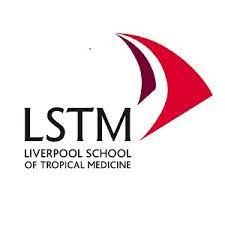 LSTM
LIVERPOOL SCHOOL
OF TROPICAL MEDICINE